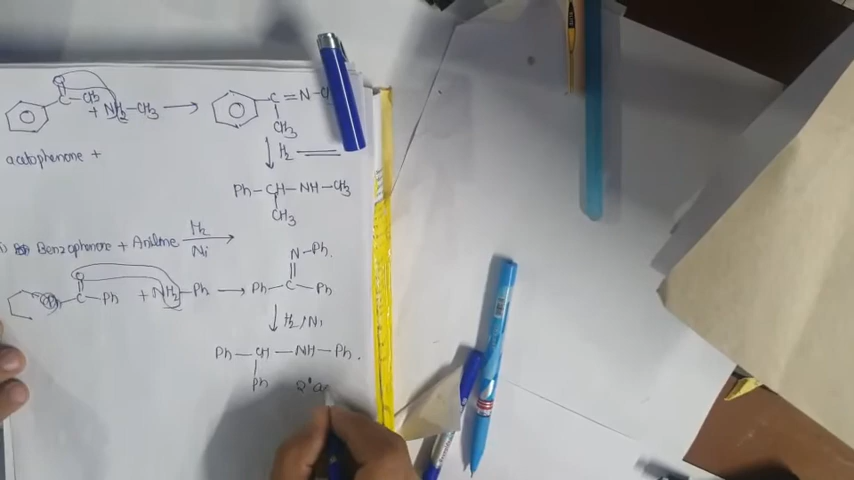 O
C-CH3 + NH2-CH3 → C=N-C
CH3
acetophenone +
↓ H2
Ph-CH-NH-CH3
CH3
Benzophenone + Aniline H2/Ni →
N-Ph.
O
C-Ph + NH2-Ph → Ph-C-Ph
↓ H2/Ni
Ph-CH-NH-Ph.
Ph
2°a